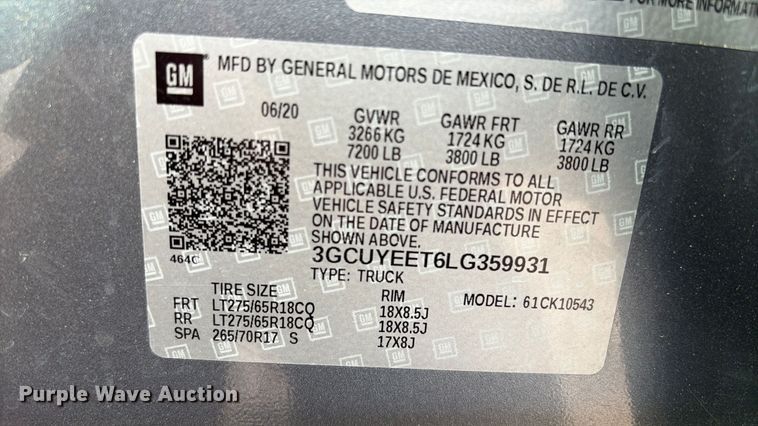 FOR MORE INFORMATIO
GM
MFD BY GENERAL MOTORS DE MEXICO, S. DE R.L. DE C.V.
06/20 GVWR GAWR FRT GAWR RR
3266 KG 1724 KG 1724 KG
7200 LB 3800 LB 3800 LB
THIS VEHICLE CONFORMS TO ALL
APPLICABLE U.S. FEDERAL MOTOR
VEHICLE SAFETY STANDARDS IN EFFECT
ON THE DATE OF MANUFACTURE
464C
3GCUYEET6LG359931
TYPE: TRUCK
TIRE SIZE RIM MODEL: 61CK10543
FRT LT275/65R18CQ 18X8.5J
RR LT275/65R18CQ 18X8.5J
SPA 265/70R17 S 17X8J
Purple Wave Auction